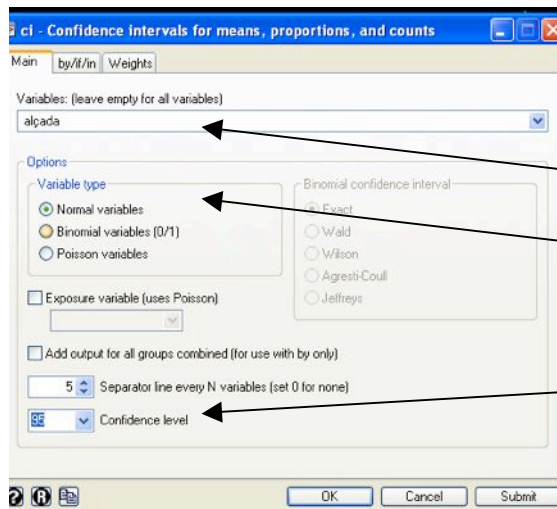 ci - Confidence intervals for means, proportions, and counts
Main by/if/in Weights
Variables: (leave empty for all variables)
alçada
Options
Variable type
Normal variables
Binomial variables (0/1)
Poisson variables
Binomial confidence interval
Exact
Wald
Wilson
Agresti-Coull
Jeffreys
Exposure variable (uses Poisson)
Add output for all groups combined (for use with by only)
5 Separator line every N variables (set 0 for none)
95 Confidence level
OK Cancel Submit